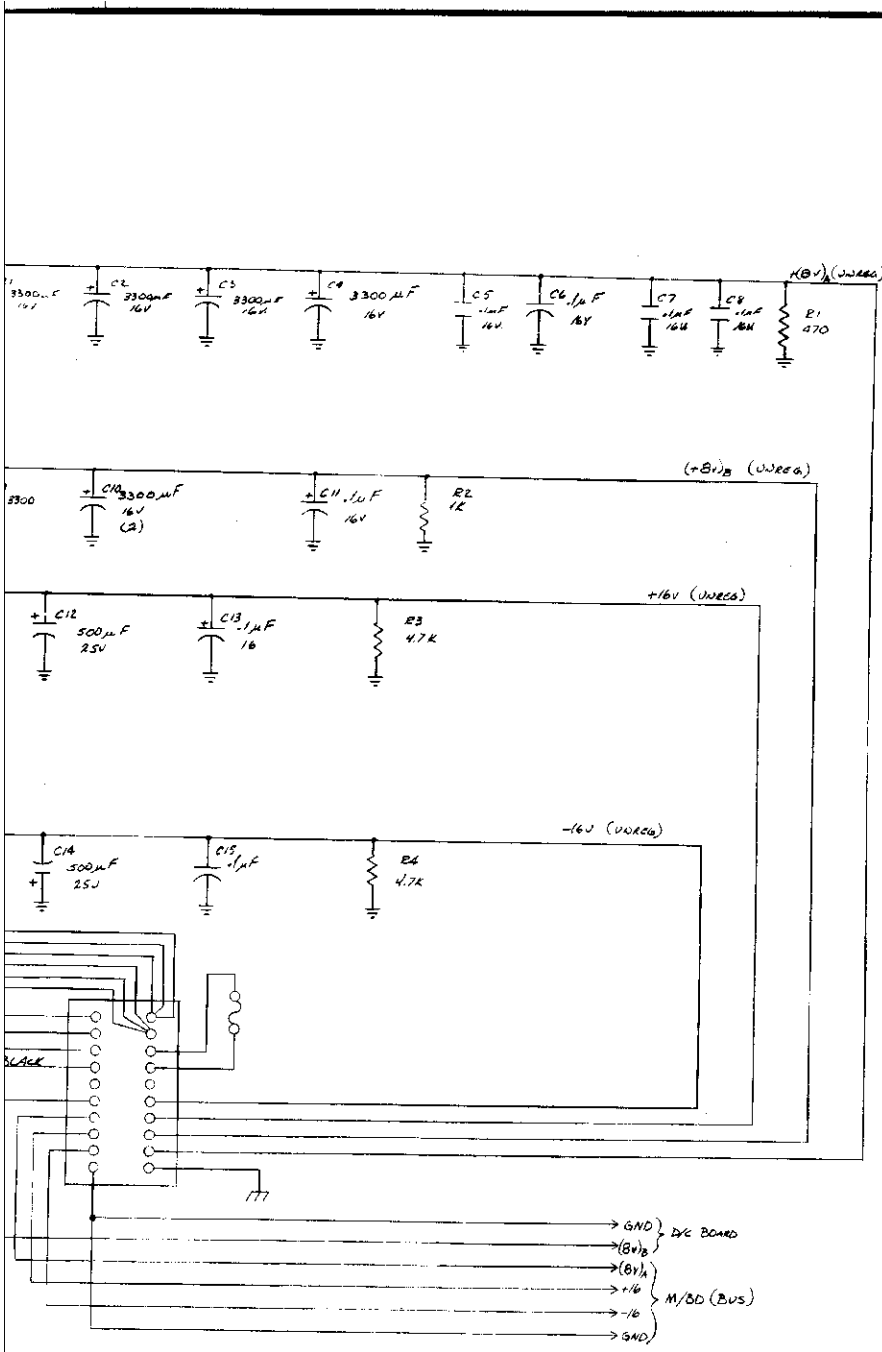 +(8v)A (UNREG)
3300µF
16V
C2
3300µF
16V
C3
3300µF
16V
C4
3300µF
16V
C5
.1µF
16V
C6 .1µF
16V
C7
.1µF
16V
C8
.1µF
16V
R1
470
(+8v)B (UNREG)
3300
C10 3300µF
16V
(2)
C11 .1µF
16V
R2
1K
+16V (UNREG)
C12
500µF
25V
C13 .1µF
16
R3
4.7K
-16V (UNREG)
C14
500µF
25V
C15
.1µF
R4
4.7K
BLACK
GND
(8v)B
D/C BOARD
(8v)A
+16
-16
GND
M/BD (BUS)